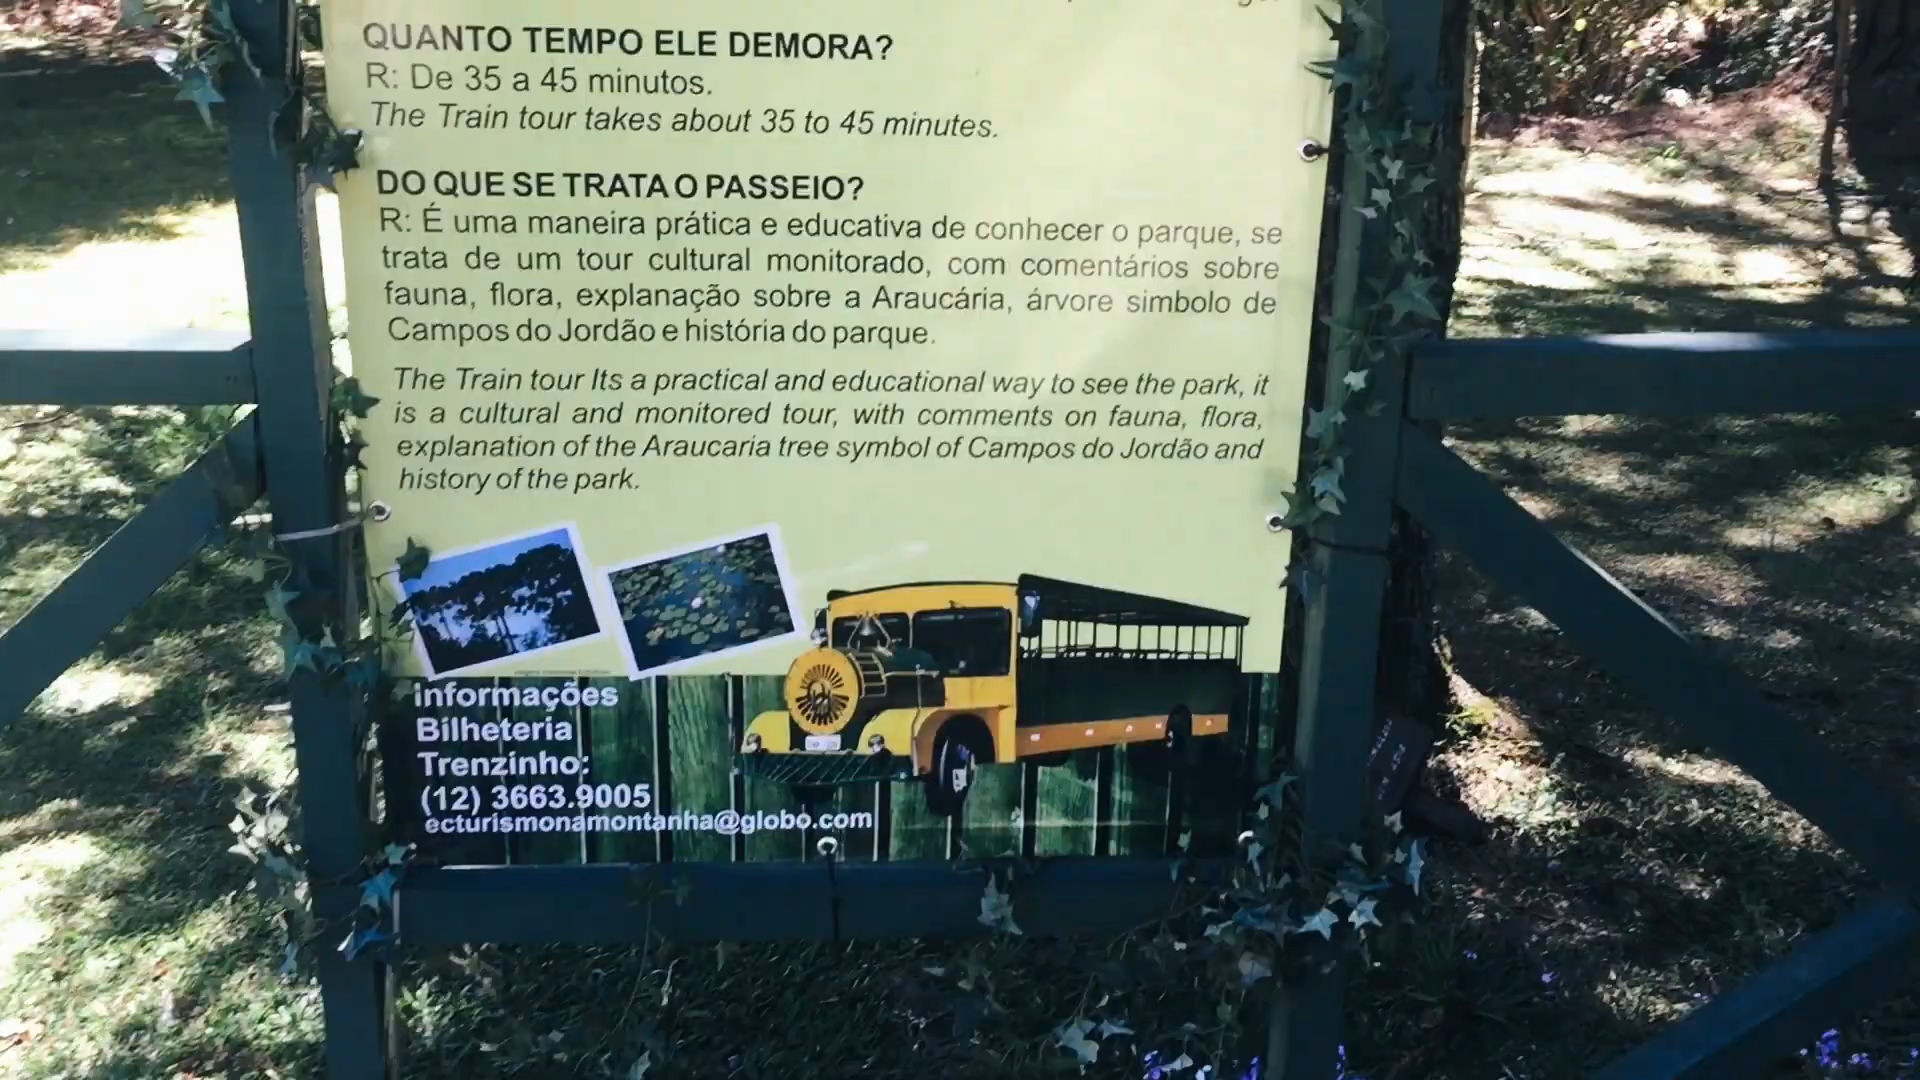 QUANTO TEMPO ELE DEMORA?
R: De 35 a 45 minutos.
The Train tour takes about 35 to 45 minutes.
DO QUE SE TRATA O PASSEIO?
R: É uma maneira prática e educativa de conhecer o parque, se
trata de um tour cultural monitorado, com comentários sobre
fauna, flora, explanação sobre a Araucária, árvore simbolo de
Campos do Jordão e história do parque.
The Train tour Its a practical and educational way to see the park, it
is a cultural and monitored tour, with comments on fauna, flora,
explanation of the Araucaria tree symbol of Campos do Jordão and
history of the park.
informações
Bilheteria
Trenzinho:
(12) 3663.9005
ecturismonamontanha@globo.com